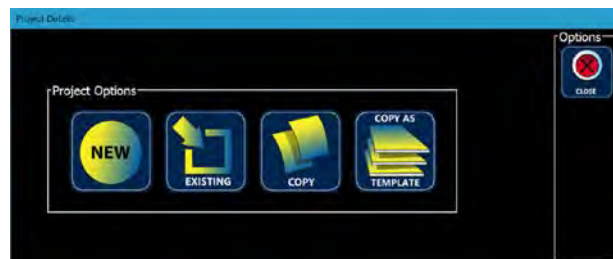 Project Details
Options
CLOSE
Project Options
NEW
EXISTING
COPY
COPY AS
TEMPLATE